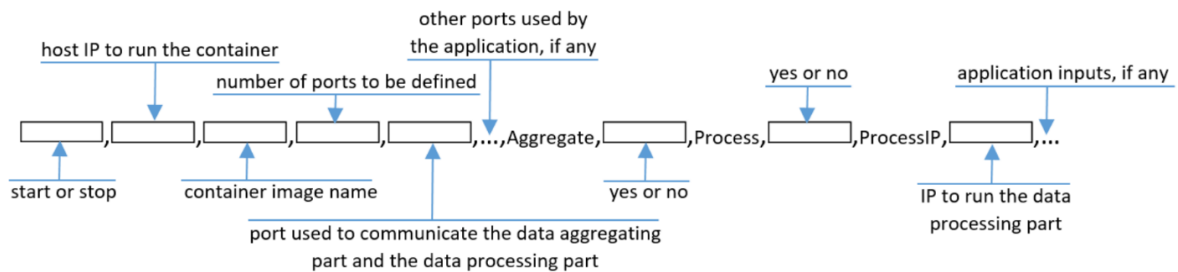 other ports used by
the application, if any
host IP to run the container
number of ports to be defined
yes or no
application inputs, if any
, , , , ,...,Aggregate, ,Process, ,ProcessIP, ,...
start or stop
container image name
yes or no
IP to run the data
processing part
port used to communicate the data aggregating
part and the data processing part